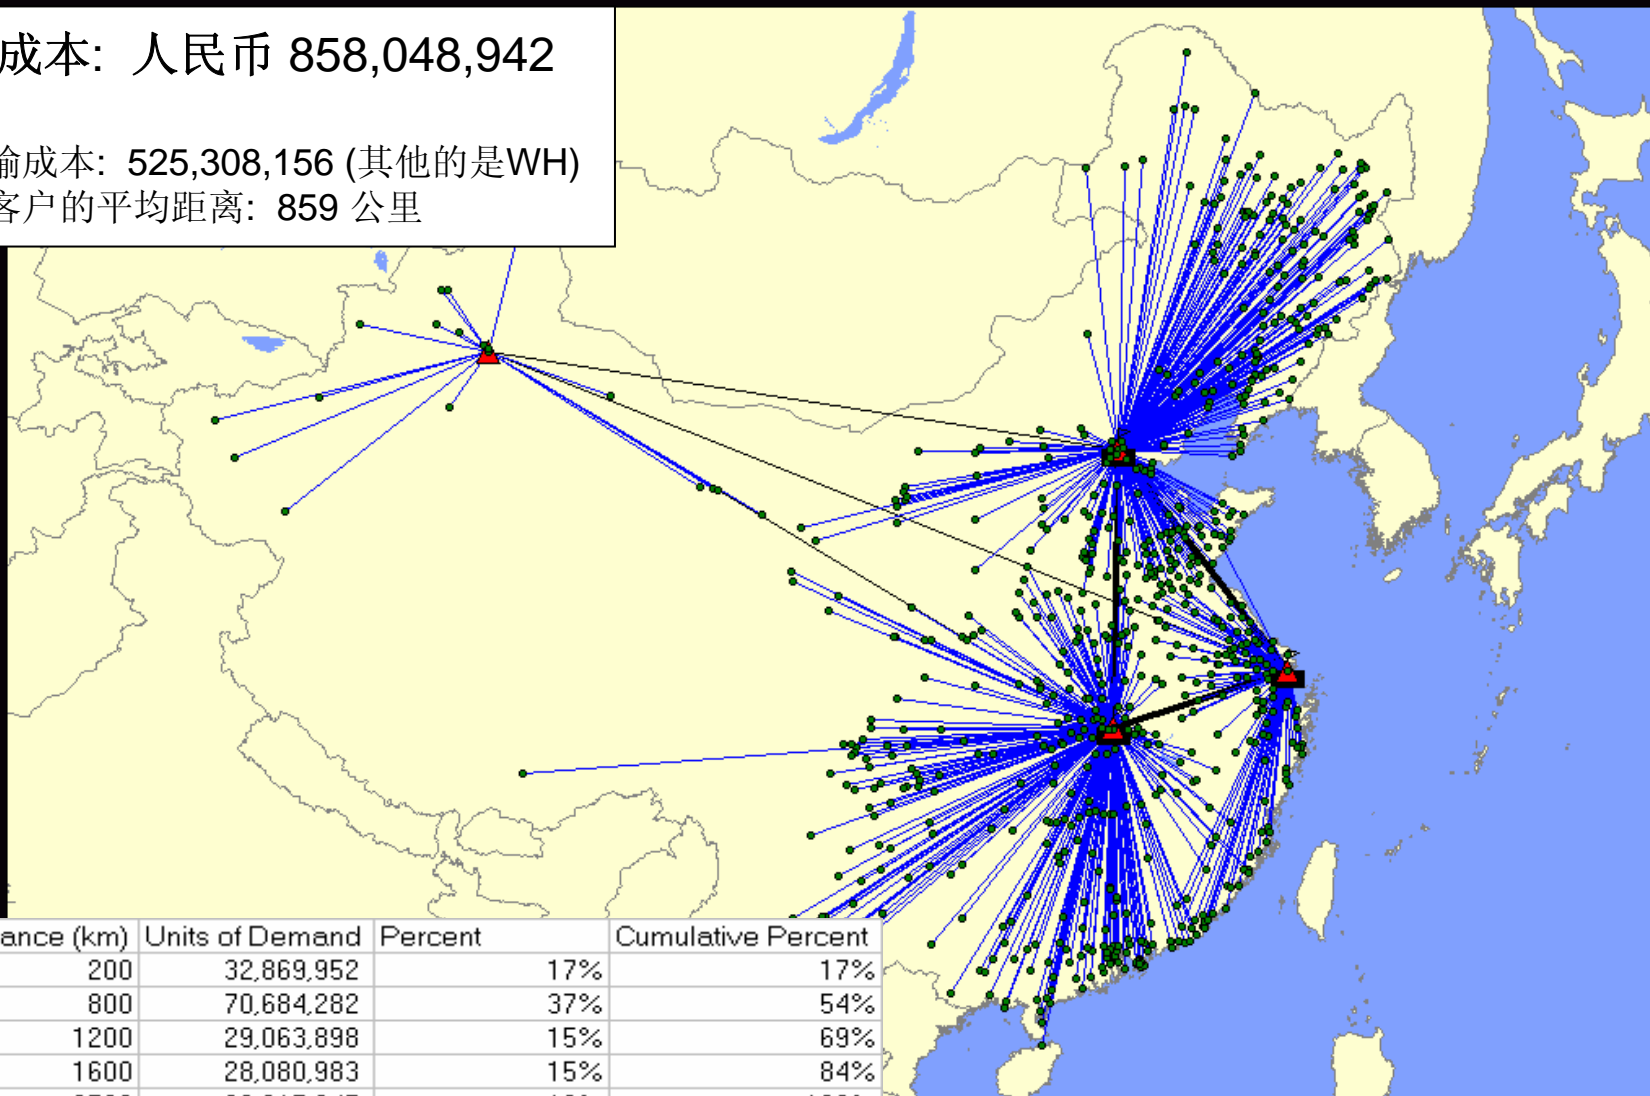 成本: 人民币 858,048,942
输成本: 525,308,156 (其他的是WH)
客户的平均距离: 859 公里
ance (km) Units of Demand Percent Cumulative Percent
200 32,869,952 17% 17%
800 70,684,282 37% 54%
1200 29,063,898 15% 69%
1600 28,080,983 15% 84%